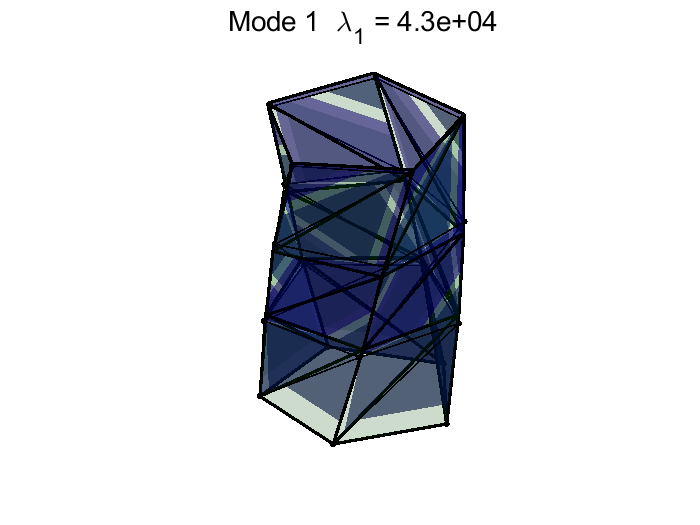 Mode 1 λ₁ = 4.3e+04